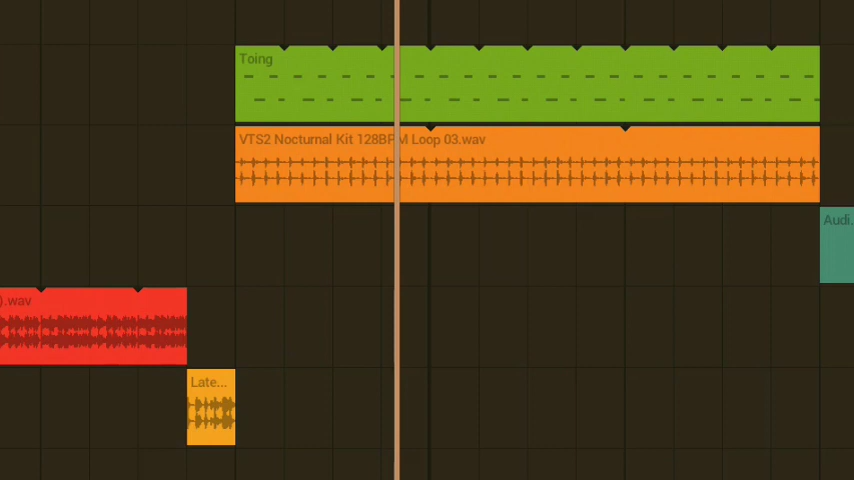 Toing
VTS2 Nocturnal Kit 128BPM Loop 03.wav
Audi...
).wav
Late...